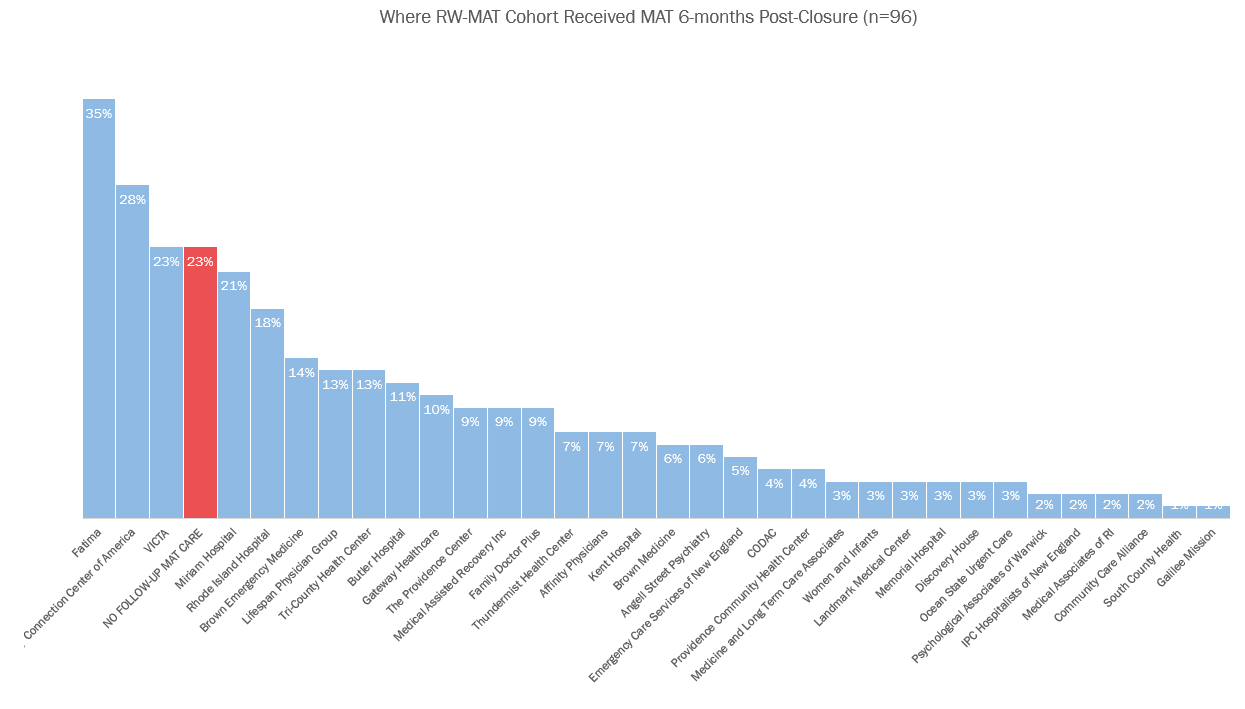 Where RW-MAT Cohort Received MAT 6-months Post-Closure (n=96)
35%
28%
23%
23%
21%
18%
14%
13%
13%
11%
10%
9%
9%
9%
7%
7%
7%
6%
6%
5%
4%
4%
3%
3%
3%
3%
3%
3%
2%
2%
2%
2%
1%
1%
Fatima
Connection Center of America
VICTA
NO FOLLOW-UP MAT CARE
Miriam Hospital
Rhode Island Hospital
Brown Emergency Medicine
Lifespan Physician Group
Tri-County Health Center
Butler Hospital
Gateway Healthcare
The Providence Center
Medical Assisted Recovery Inc
Family Doctor Plus
Thundermist Health Center
Affinity Physicians
Kent Hospital
Brown Medicine
Angell Street Psychiatry
Emergency Care Services of New England
CODAC
Providence Community Health Center
Medicine and Long Term Care Associates
Women and Infants
Landmark Medical Center
Memorial Hospital
Discovery House
Ocean State Urgent Care
Psychological Associates of Warwick
IPC Hospitalists of New England
Medical Associates of RI
Community Care Alliance
South County Health
Galilee Mission